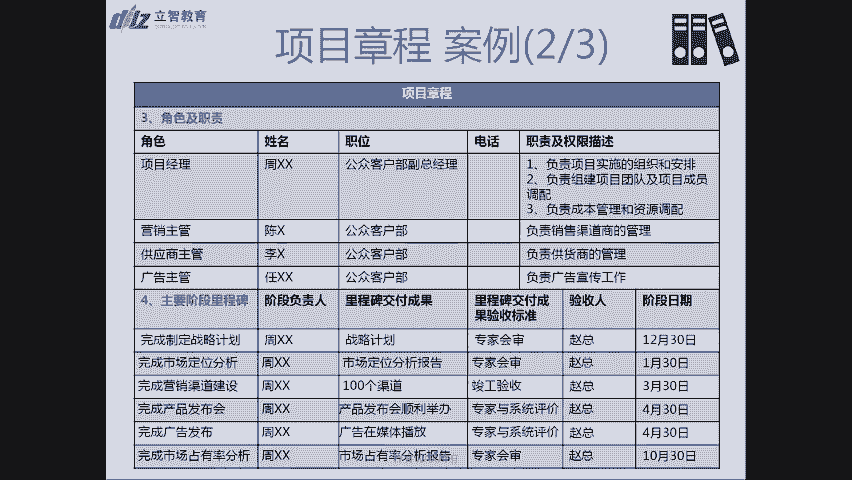 立智教育
项目章程 案例(2/3)
项目章程
3、角色及职责
角色 姓名 职位 电话 职责及权限描述
项目经理 周XX 公众客户部副总经理 1、负责项目实施的组织和安排
2、负责组建项目团队及项目成员
调配
3、负责成本管理和资源调配
营销主管 陈X 公众客户部 负责销售渠道商的管理
供应商主管 李X 公众客户部 负责供货商的管理
广告主管 任XX 公众客户部 负责广告宣传工作
4、主要阶段里程碑 阶段负责人 里程碑交付成果 里程碑交付成 验收人 阶段日期
果验收标准
完成制定战略计划 周XX 战略计划 专家会审 赵总 12月30日
完成市场定位分析 周XX 市场定位分析报告 专家会审 赵总 1月30日
完成营销渠道建设 周XX 100个渠道 竣工验收 赵总 3月30日
完成产品发布会 周XX 产品发布会顺利举办 专家与系统评价 赵总 4月30日
完成广告发布 周XX 广告在媒体播放 专家与系统评价 赵总 4月30日
完成市场占有率分析 周XX 市场占有率分析报告 专家会审 赵总 10月30日